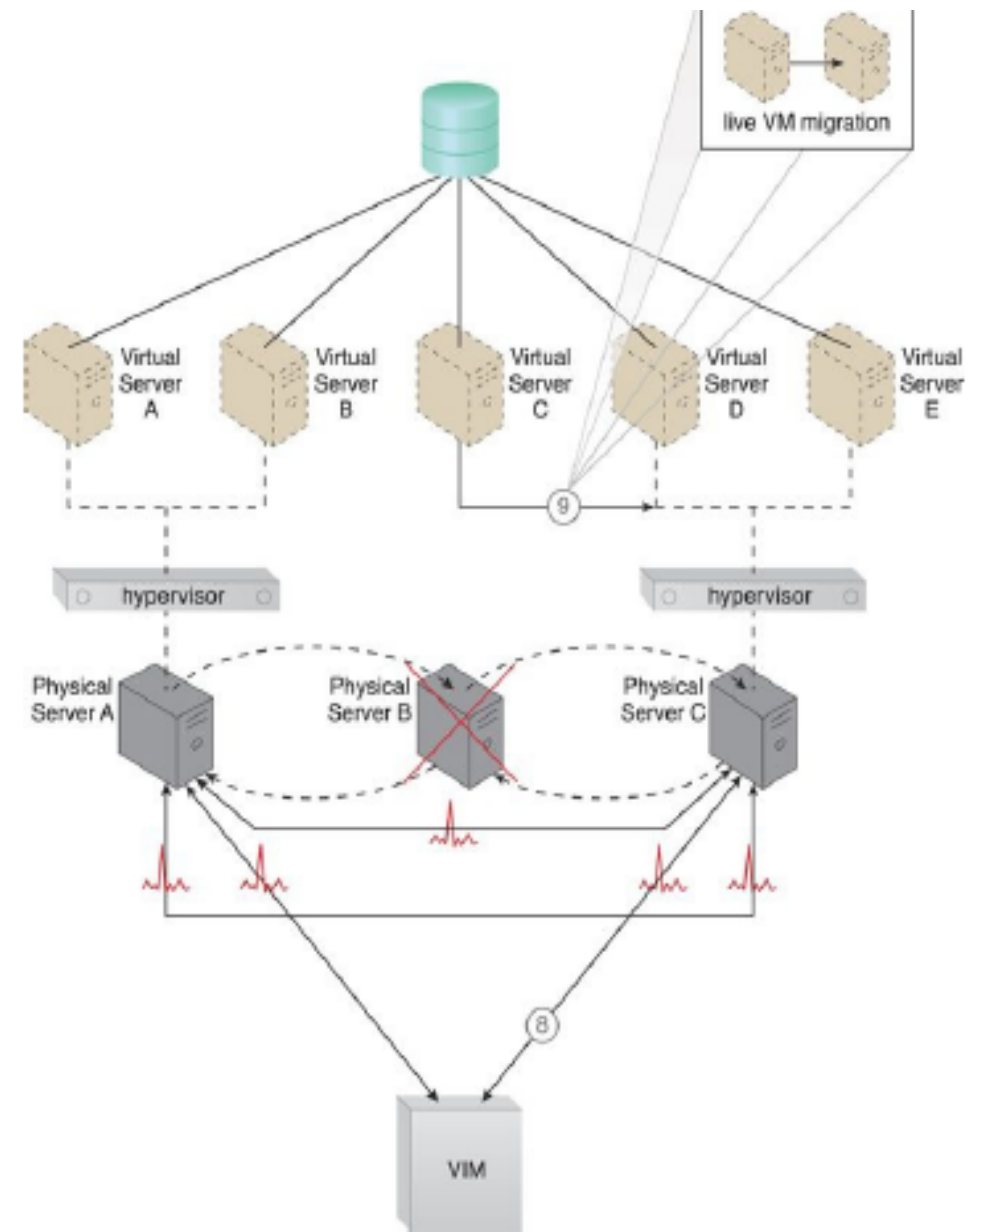 live VM migration
Virtual
Server
A
Virtual
Server
B
Virtual
Server
C
Virtual
Server
D
Virtual
Server
E
9
hypervisor
hypervisor
Physical
Server A
Physical
Server B
Physical
Server C
8
VIM